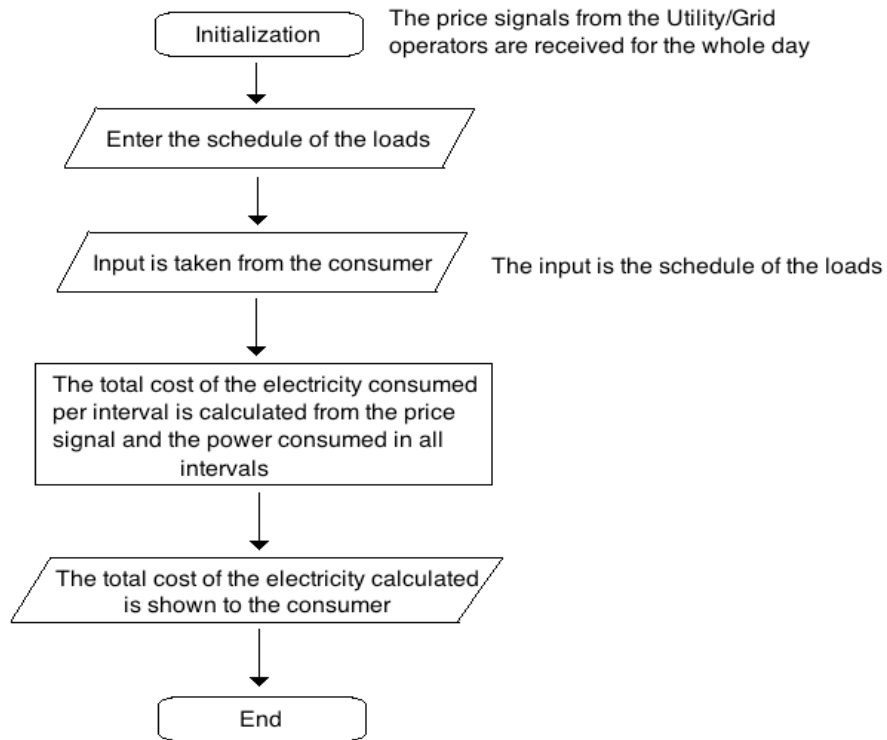 Initialization
The price signals from the Utility/Grid
operators are received for the whole day
Enter the schedule of the loads
Input is taken from the consumer
The input is the schedule of the loads
The total cost of the electricity consumed
per interval is calculated from the price
signal and the power consumed in all
intervals
The total cost of the electricity calculated
is shown to the consumer
End